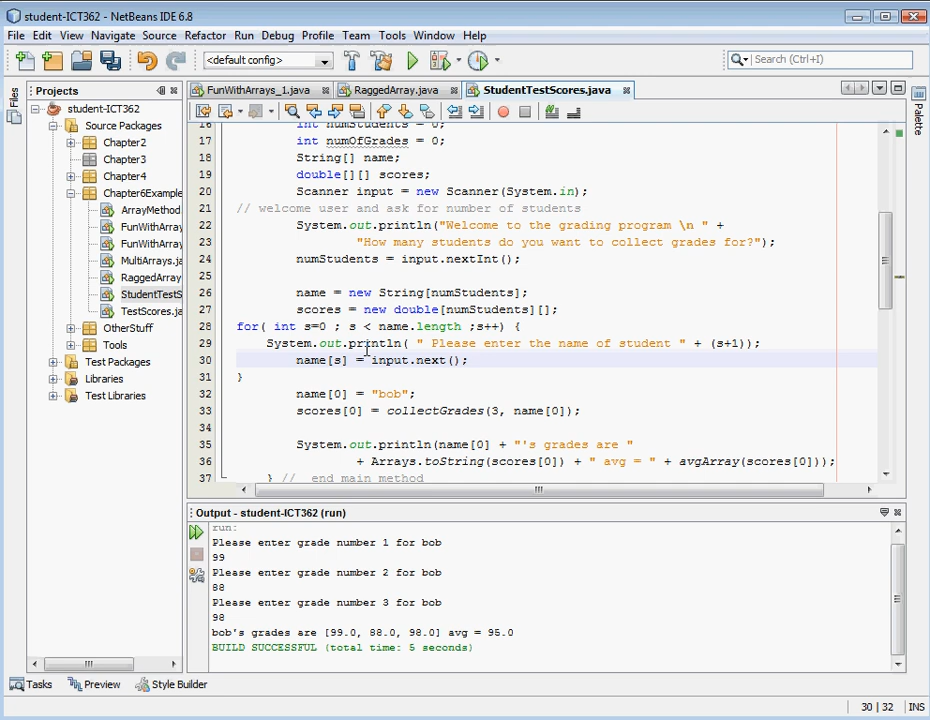 student-ICT362 - NetBeans IDE 6.8
File Edit View Navigate Source Refactor Run Debug Profile Team Tools Window Help
<default config>
Search (Ctrl+I)
Files
Projects
FunWithArrays_1.java
RaggedArray.java
StudentTestScores.java
Palette
student-ICT362
Source Packages
Chapter2
Chapter3
Chapter4
Chapter6Example
ArrayMethod
FunWithArray
FunWithArray
MultiArrays.ja
RaggedArray
StudentTestS
TestScores.ja
OtherStuff
Tools
Test Packages
Libraries
Test Libraries
16 int numStudents = 0;
17 int numOfGrades = 0;
18 String[] name;
19 double[][] scores;
20 Scanner input = new Scanner(System.in);
21 // welcome user and ask for number of students
22 System.out.println("Welcome to the grading program \n " +
23 "How many students do you want to collect grades for?");
24 numStudents = input.nextInt();
25
26 name = new String[numStudents];
27 scores = new double[numStudents][];
28 for( int s=0 ; s < name.length ;s++) {
29 System.out.println( " Please enter the name of student " + (s+1));
30 name[s] = input.next();
31 }
32 name[0] = "bob";
33 scores[0] = collectGrades(3, name[0]);
34
35 System.out.println(name[0] + "'s grades are "
36 + Arrays.toString(scores[0]) + " avg = " + avgArray(scores[0]));
37 } // end main method
Output - student-ICT362 (run)
run:
Please enter grade number 1 for bob
99
Please enter grade number 2 for bob
88
Please enter grade number 3 for bob
98
bob's grades are [99.0, 88.0, 98.0] avg = 95.0
BUILD SUCCESSFUL (total time: 5 seconds)
Tasks Preview Style Builder
30 | 32 INS